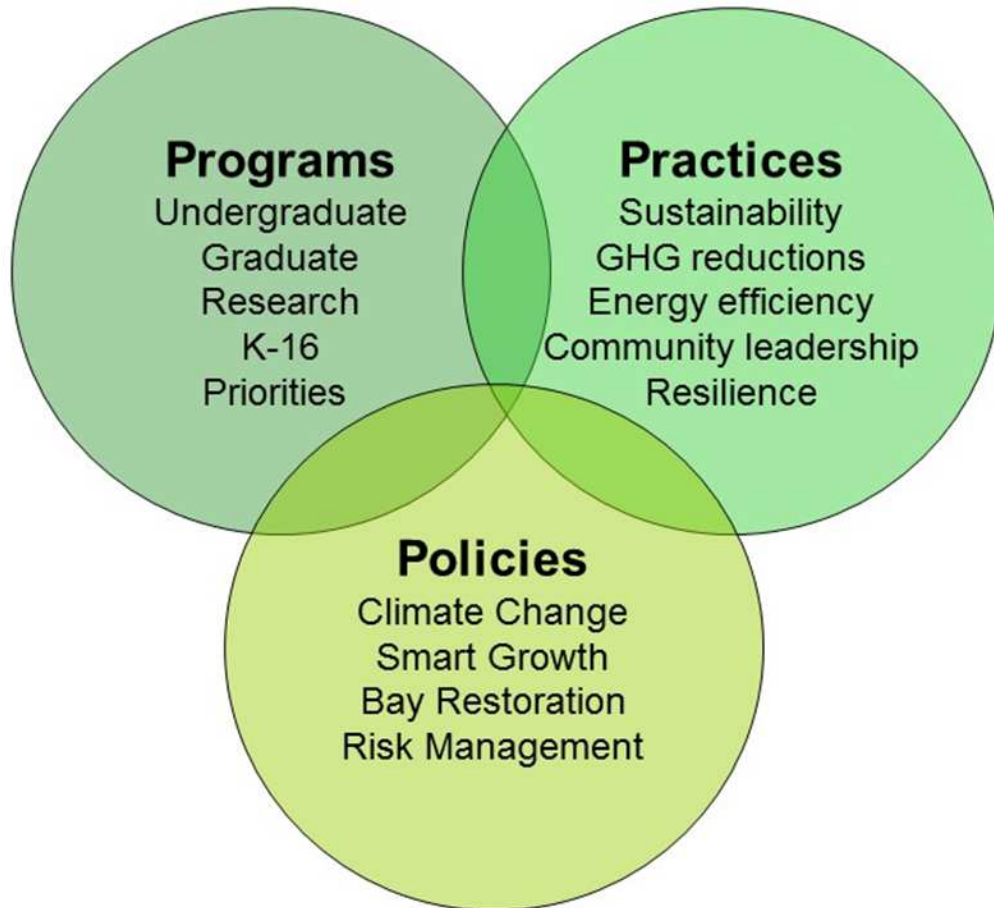 Programs
Undergraduate
Graduate
Research
K-16
Priorities
Practices
Sustainability
GHG reductions
Energy efficiency
Community leadership
Resilience
Policies
Climate Change
Smart Growth
Bay Restoration
Risk Management